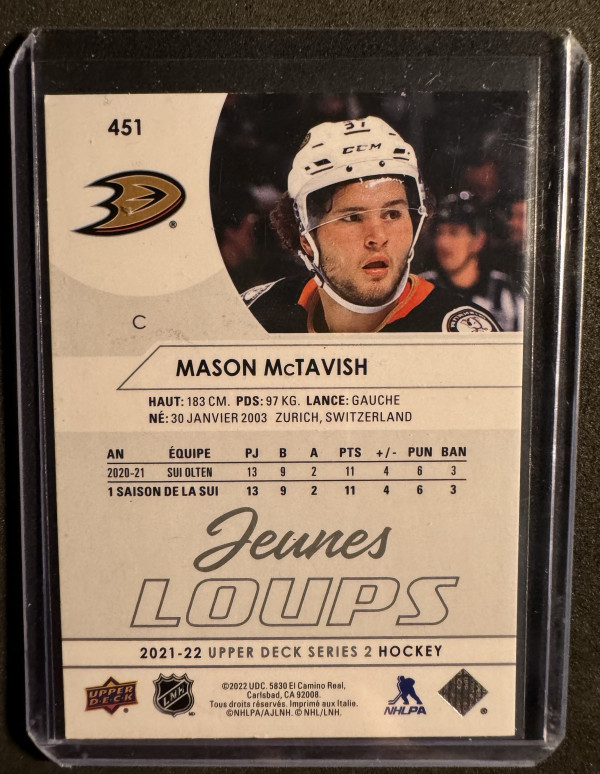 451
37
CCM
®
C
MASON McTAVISH
HAUT: 183 CM. PDS: 97 KG. LANCE: GAUCHE
NÉ: 30 JANVIER 2003 ZURICH, SWITZERLAND
AN ÉQUIPE PJ B A PTS +/- PUN BAN
2020-21 SUI OLTEN 13 9 2 11 4 6 3
1 SAISON DE LA SUI 13 9 2 11 4 6 3
Jeunes
LOUPS
2021-22 UPPER DECK SERIES 2 HOCKEY
UPPER DECK ®
NHL
©2022 UDC. 5830 El Camino Real,
Carlsbad, CA 92008.
Tous droits réservés. Imprimé aux Italie.
©NHLPA/AJLNH. © NHL/LNH.
NHLPA
®